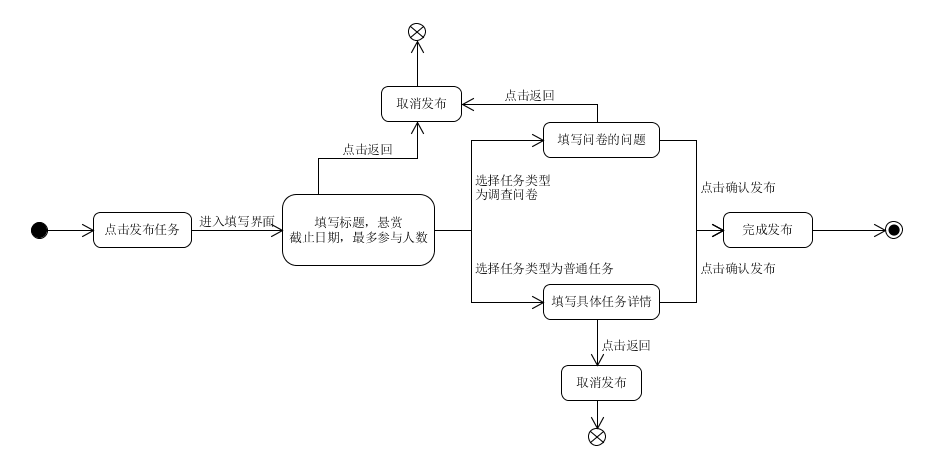 取消发布
点击返回
填写问卷的问题
点击返回
选择任务类型
为调查问卷
点击确认发布
点击发布任务
进入填写界面
填写标题，悬赏
截止日期，最多参与人数
完成发布
选择任务类型为普通任务
点击确认发布
填写具体任务详情
点击返回
取消发布